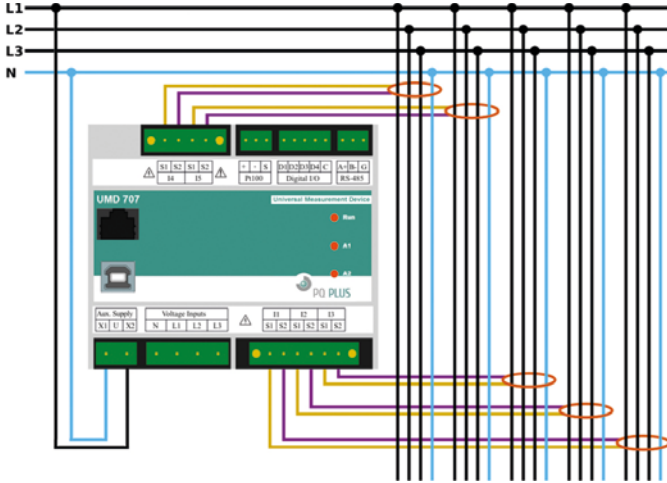 L1
L2
L3
N
S1 S2 S1 S2
I4 I5
+ - S
Pt100
D1 D2 D3 D4 C
Digital I/O
A+ B- G
RS-485
UMD 707
Universal Measurement Device
Run
A1
A2
PQ PLUS
Aux. Supply
X1 U X2
Voltage Inputs
N L1 L2 L3
I1 I2 I3
S1 S2 S1 S2 S1 S2